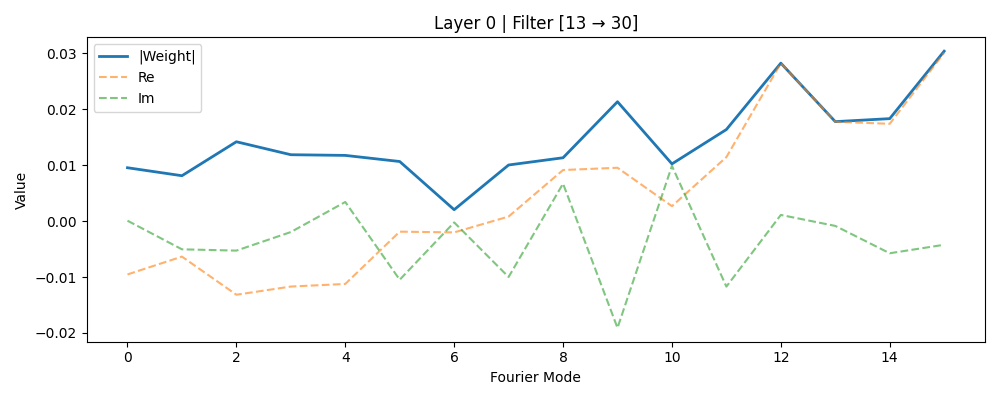 Layer 0 | Filter [13 → 30]
|Weight|
Re
Im
0.03
0.02
0.01
0.00
−0.01
−0.02
Value
0 2 4 6 8 10 12 14
Fourier Mode